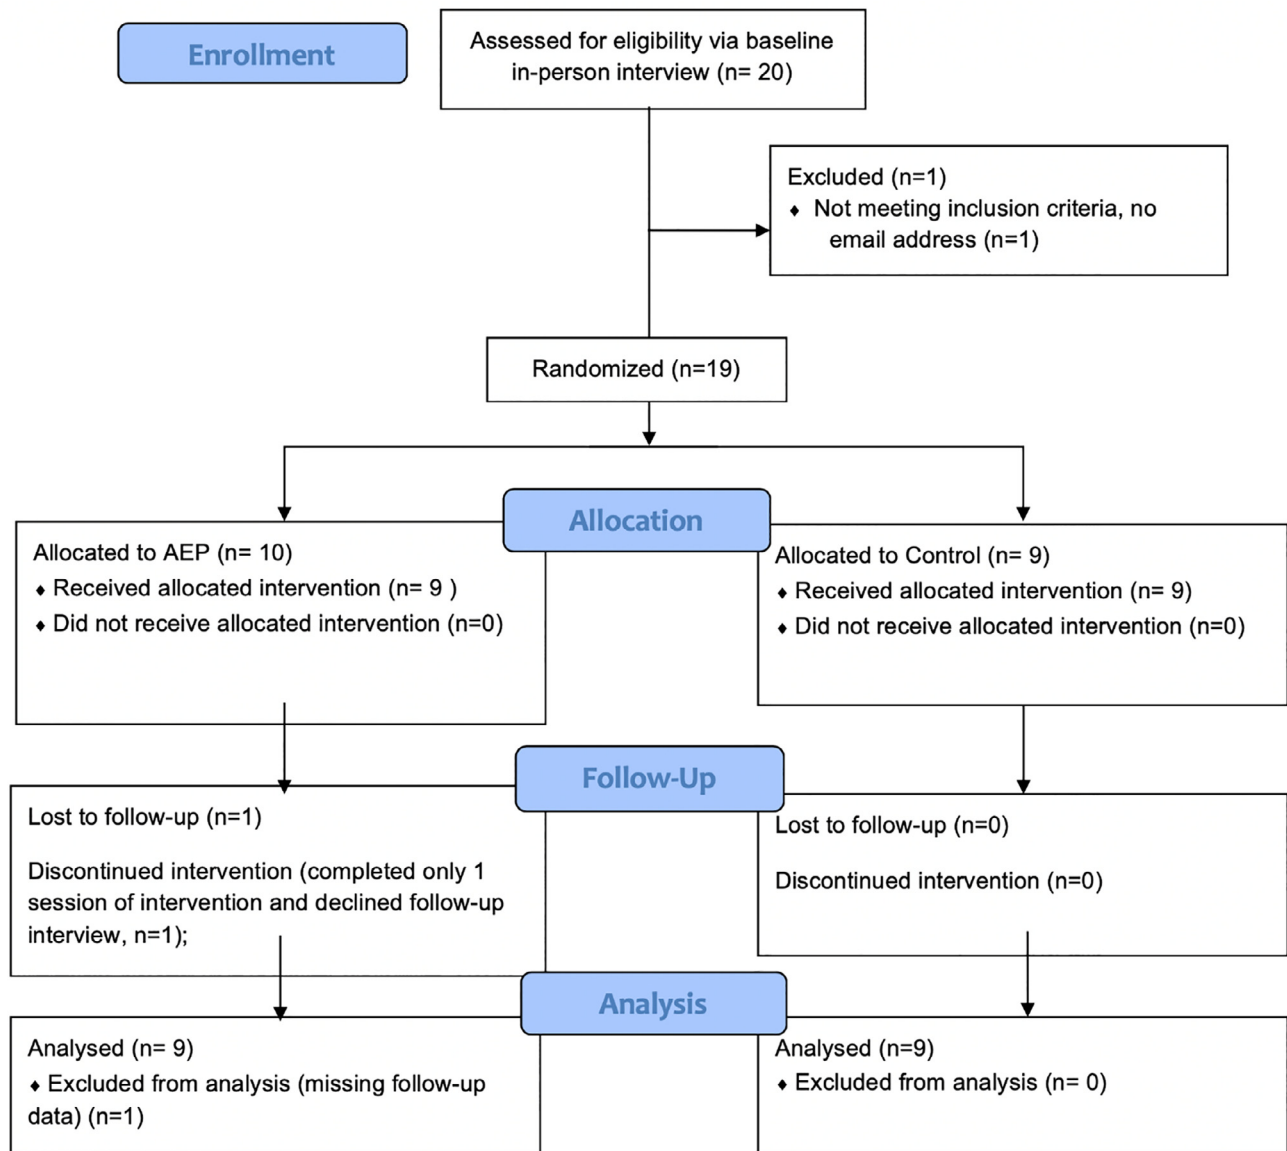 Enrollment
Assessed for eligibility via baseline
in-person interview (n= 20)
Excluded (n=1)
♦ Not meeting inclusion criteria, no
email address (n=1)
Randomized (n=19)
Allocation
Allocated to AEP (n= 10)
♦ Received allocated intervention (n= 9 )
♦ Did not receive allocated intervention (n=0)
Allocated to Control (n= 9)
♦ Received allocated intervention (n= 9)
♦ Did not receive allocated intervention (n=0)
Follow-Up
Lost to follow-up (n=1)
Discontinued intervention (completed only 1
session of intervention and declined follow-up
interview, n=1);
Lost to follow-up (n=0)
Discontinued intervention (n=0)
Analysis
Analysed (n= 9)
♦ Excluded from analysis (missing follow-up
data) (n=1)
Analysed (n=9)
♦ Excluded from analysis (n= 0)